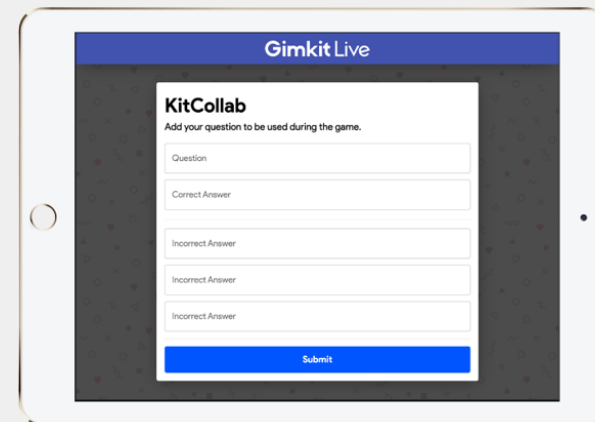 Gimkit Live
KitCollab
Add your question to be used during the game.
Question
Correct Answer
Incorrect Answer
Incorrect Answer
Incorrect Answer
Submit